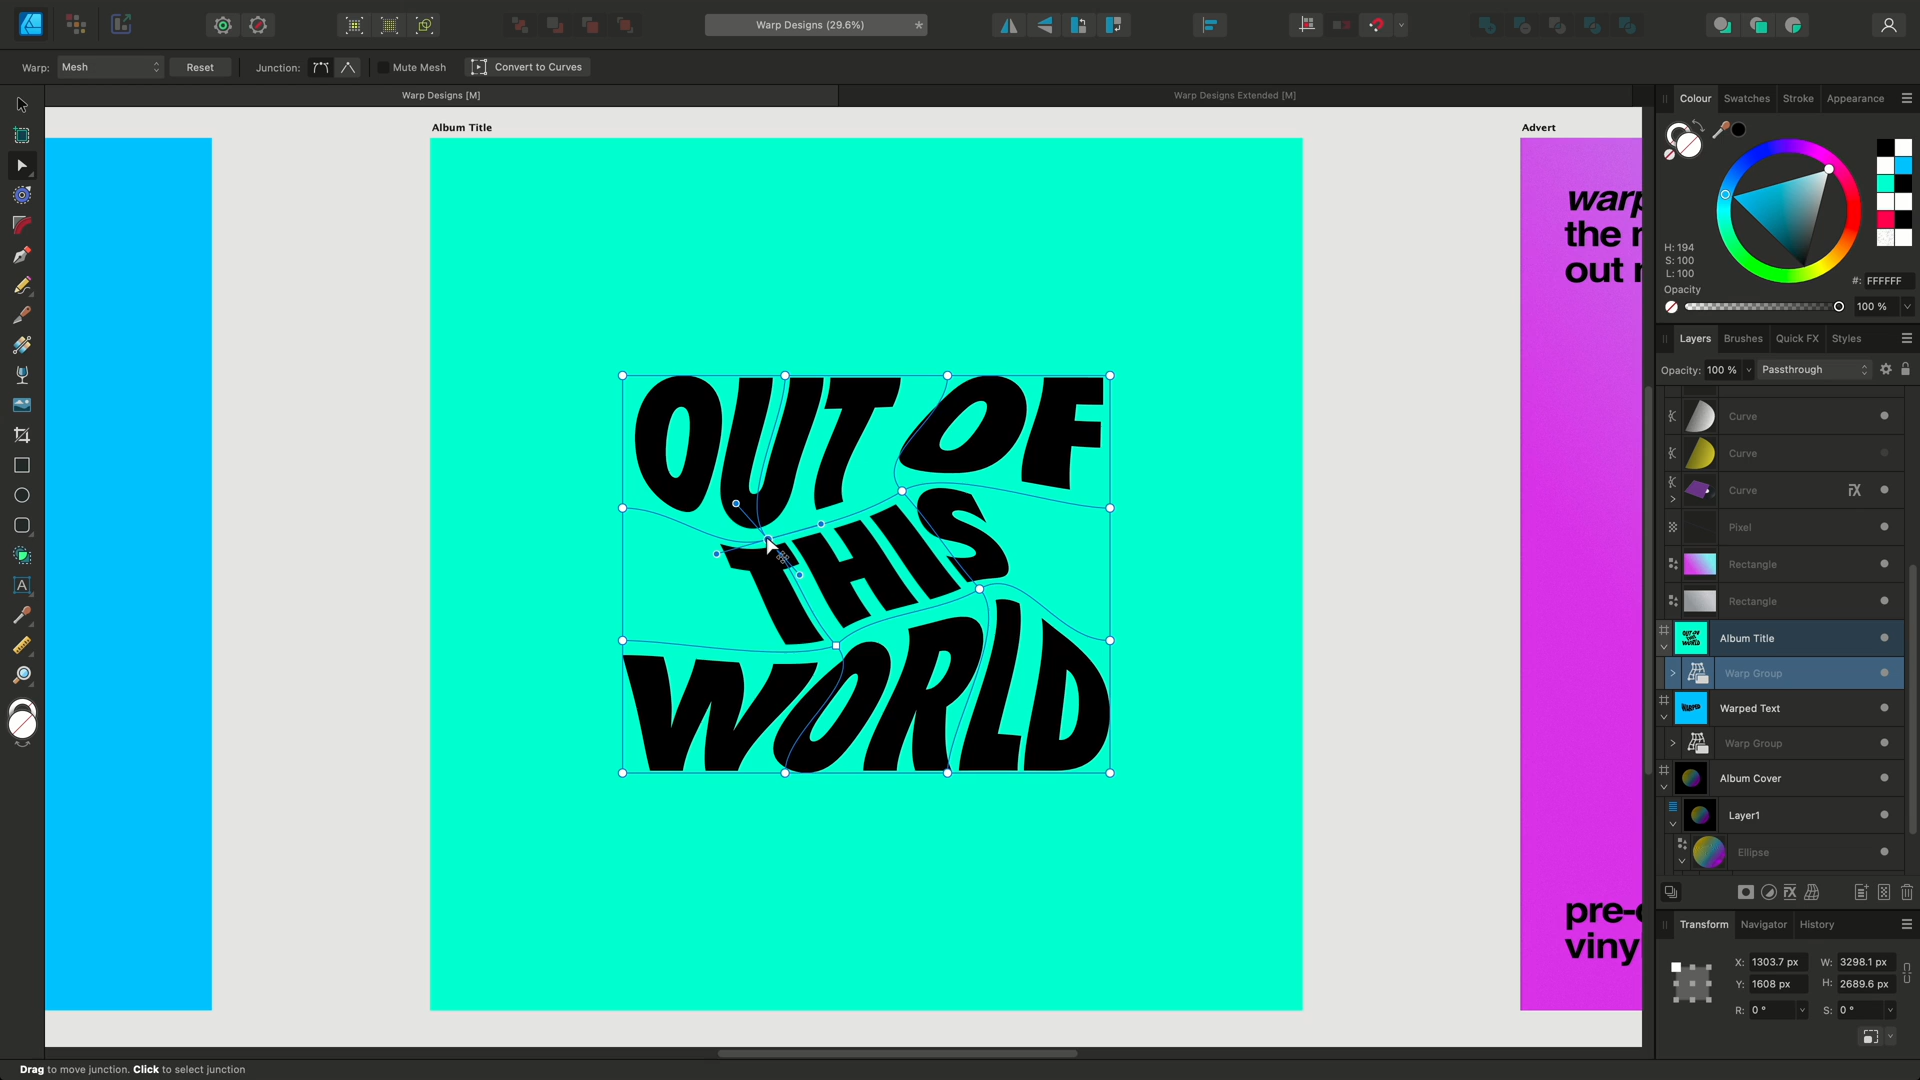 Warp Designs (29.6%)
*
Warp:
Mesh
Reset
Junction:
Mute Mesh
Convert to Curves
Warp Designs [M]
Warp Designs Extended [M]
Album Title
Advert
OUT OF
THIS
WORLD
warp
the
out
pre-
viny
Colour
Swatches
Stroke
Appearance
H: 194
S: 100
L: 100
#: FFFFFF
Opacity
100 %
Layers
Brushes
Quick FX
Styles
Opacity: 100 %
Passthrough
Curve
Curve
Curve
FX
Pixel
Rectangle
Rectangle
Album Title
Warp Group
Warped Text
Warp Group
Album Cover
Layer1
Ellipse
Transform
Navigator
History
X: 1303.7 px
W: 3298.1 px
Y: 1608 px
H: 2689.6 px
R: 0 °
S: 0 °
Drag to move junction. Click to select junction